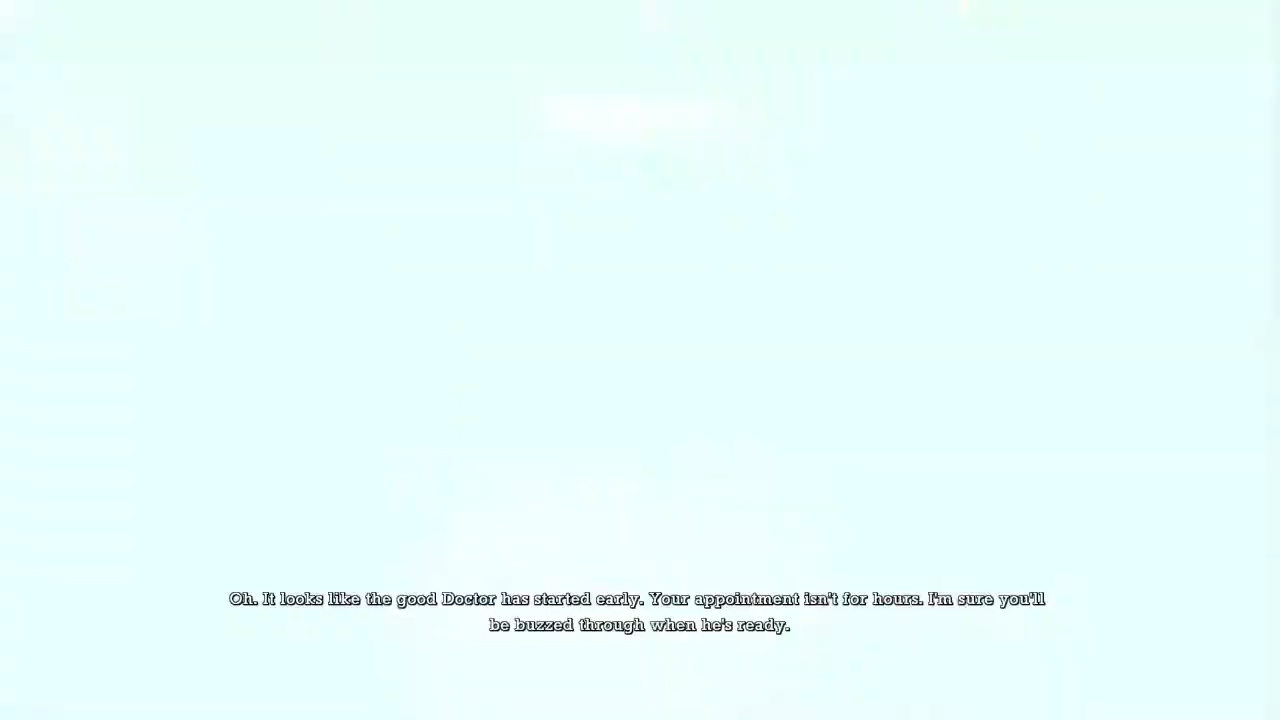 Oh. It looks like the good Doctor has started early. Your appointment isn't for hours. I'm sure you'll
be buzzed through when he's ready.